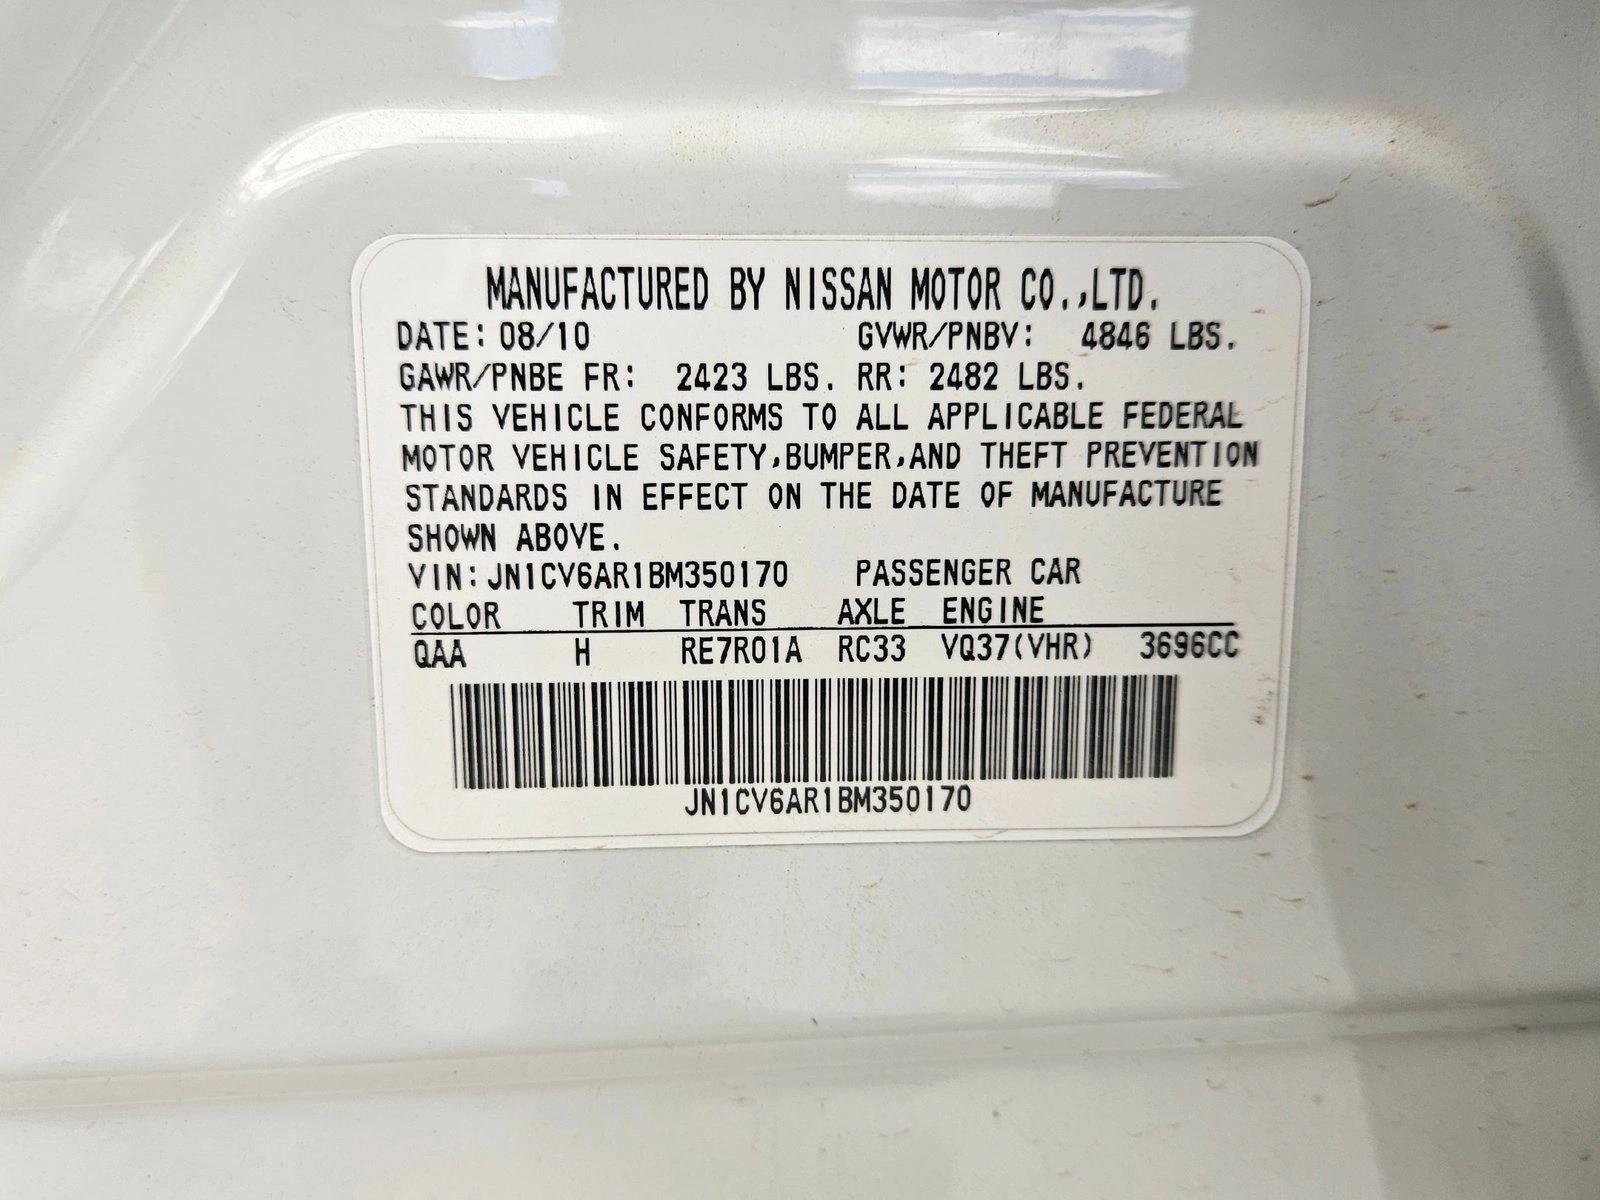 MANUFACTURED BY NISSAN MOTOR CO.,LTD.
DATE: 08/10 GVWR/PNBV: 4846 LBS.
GAWR/PNBE FR: 2423 LBS. RR: 2482 LBS.
THIS VEHICLE CONFORMS TO ALL APPLICABLE FEDERAL
MOTOR VEHICLE SAFETY,BUMPER,AND THEFT PREVENTION
STANDARDS IN EFFECT ON THE DATE OF MANUFACTURE
SHOWN ABOVE.
VIN:JN1CV6AR1BM350170 PASSENGER CAR
COLOR TRIM TRANS AXLE ENGINE
QAA H RE7R01A RC33 VQ37(VHR) 3696CC
JN1CV6AR1BM350170